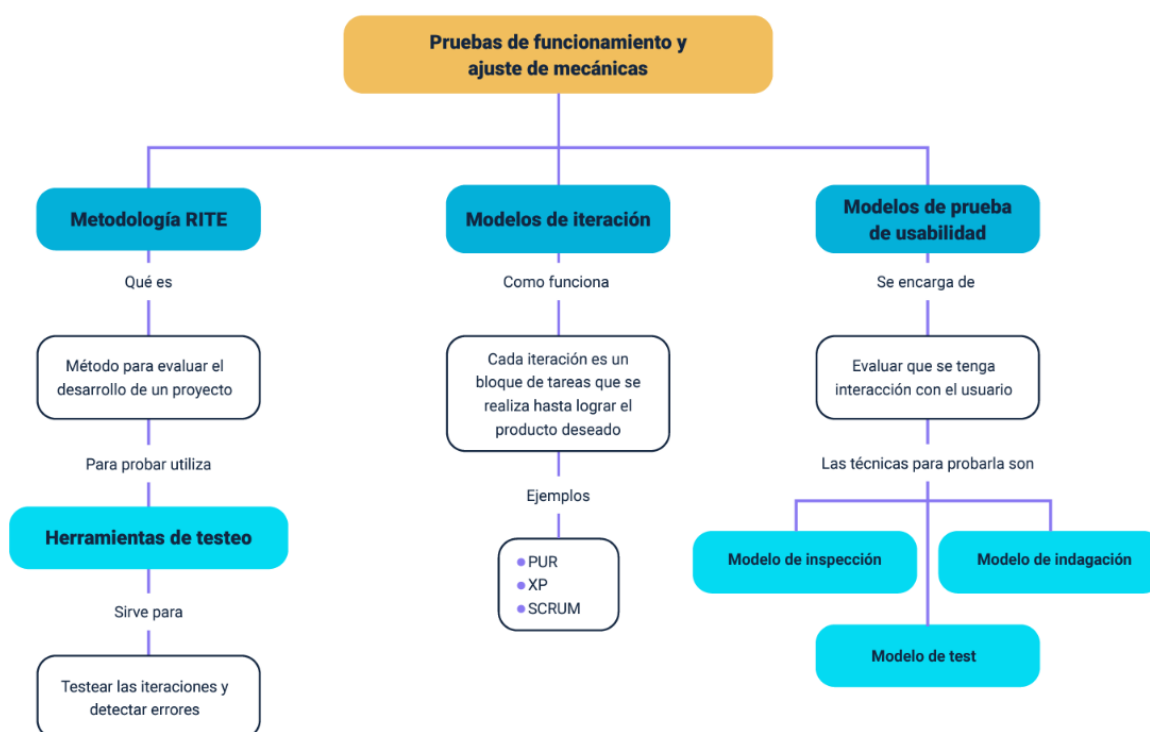 Pruebas de funcionamiento y
ajuste de mecánicas
Metodología RITE
Qué es
Método para evaluar el
desarrollo de un proyecto
Para probar utiliza
Herramientas de testeo
Sirve para
Testear las iteraciones y
detectar errores
Modelos de iteración
Como funciona
Cada iteración es un
bloque de tareas que se
realiza hasta lograr el
producto deseado
Ejemplos
PUR
XP
SCRUM
Modelos de prueba
de usabilidad
Se encarga de
Evaluar que se tenga
interacción con el usuario
Las técnicas para probarla son
Modelo de inspección
Modelo de indagación
Modelo de test